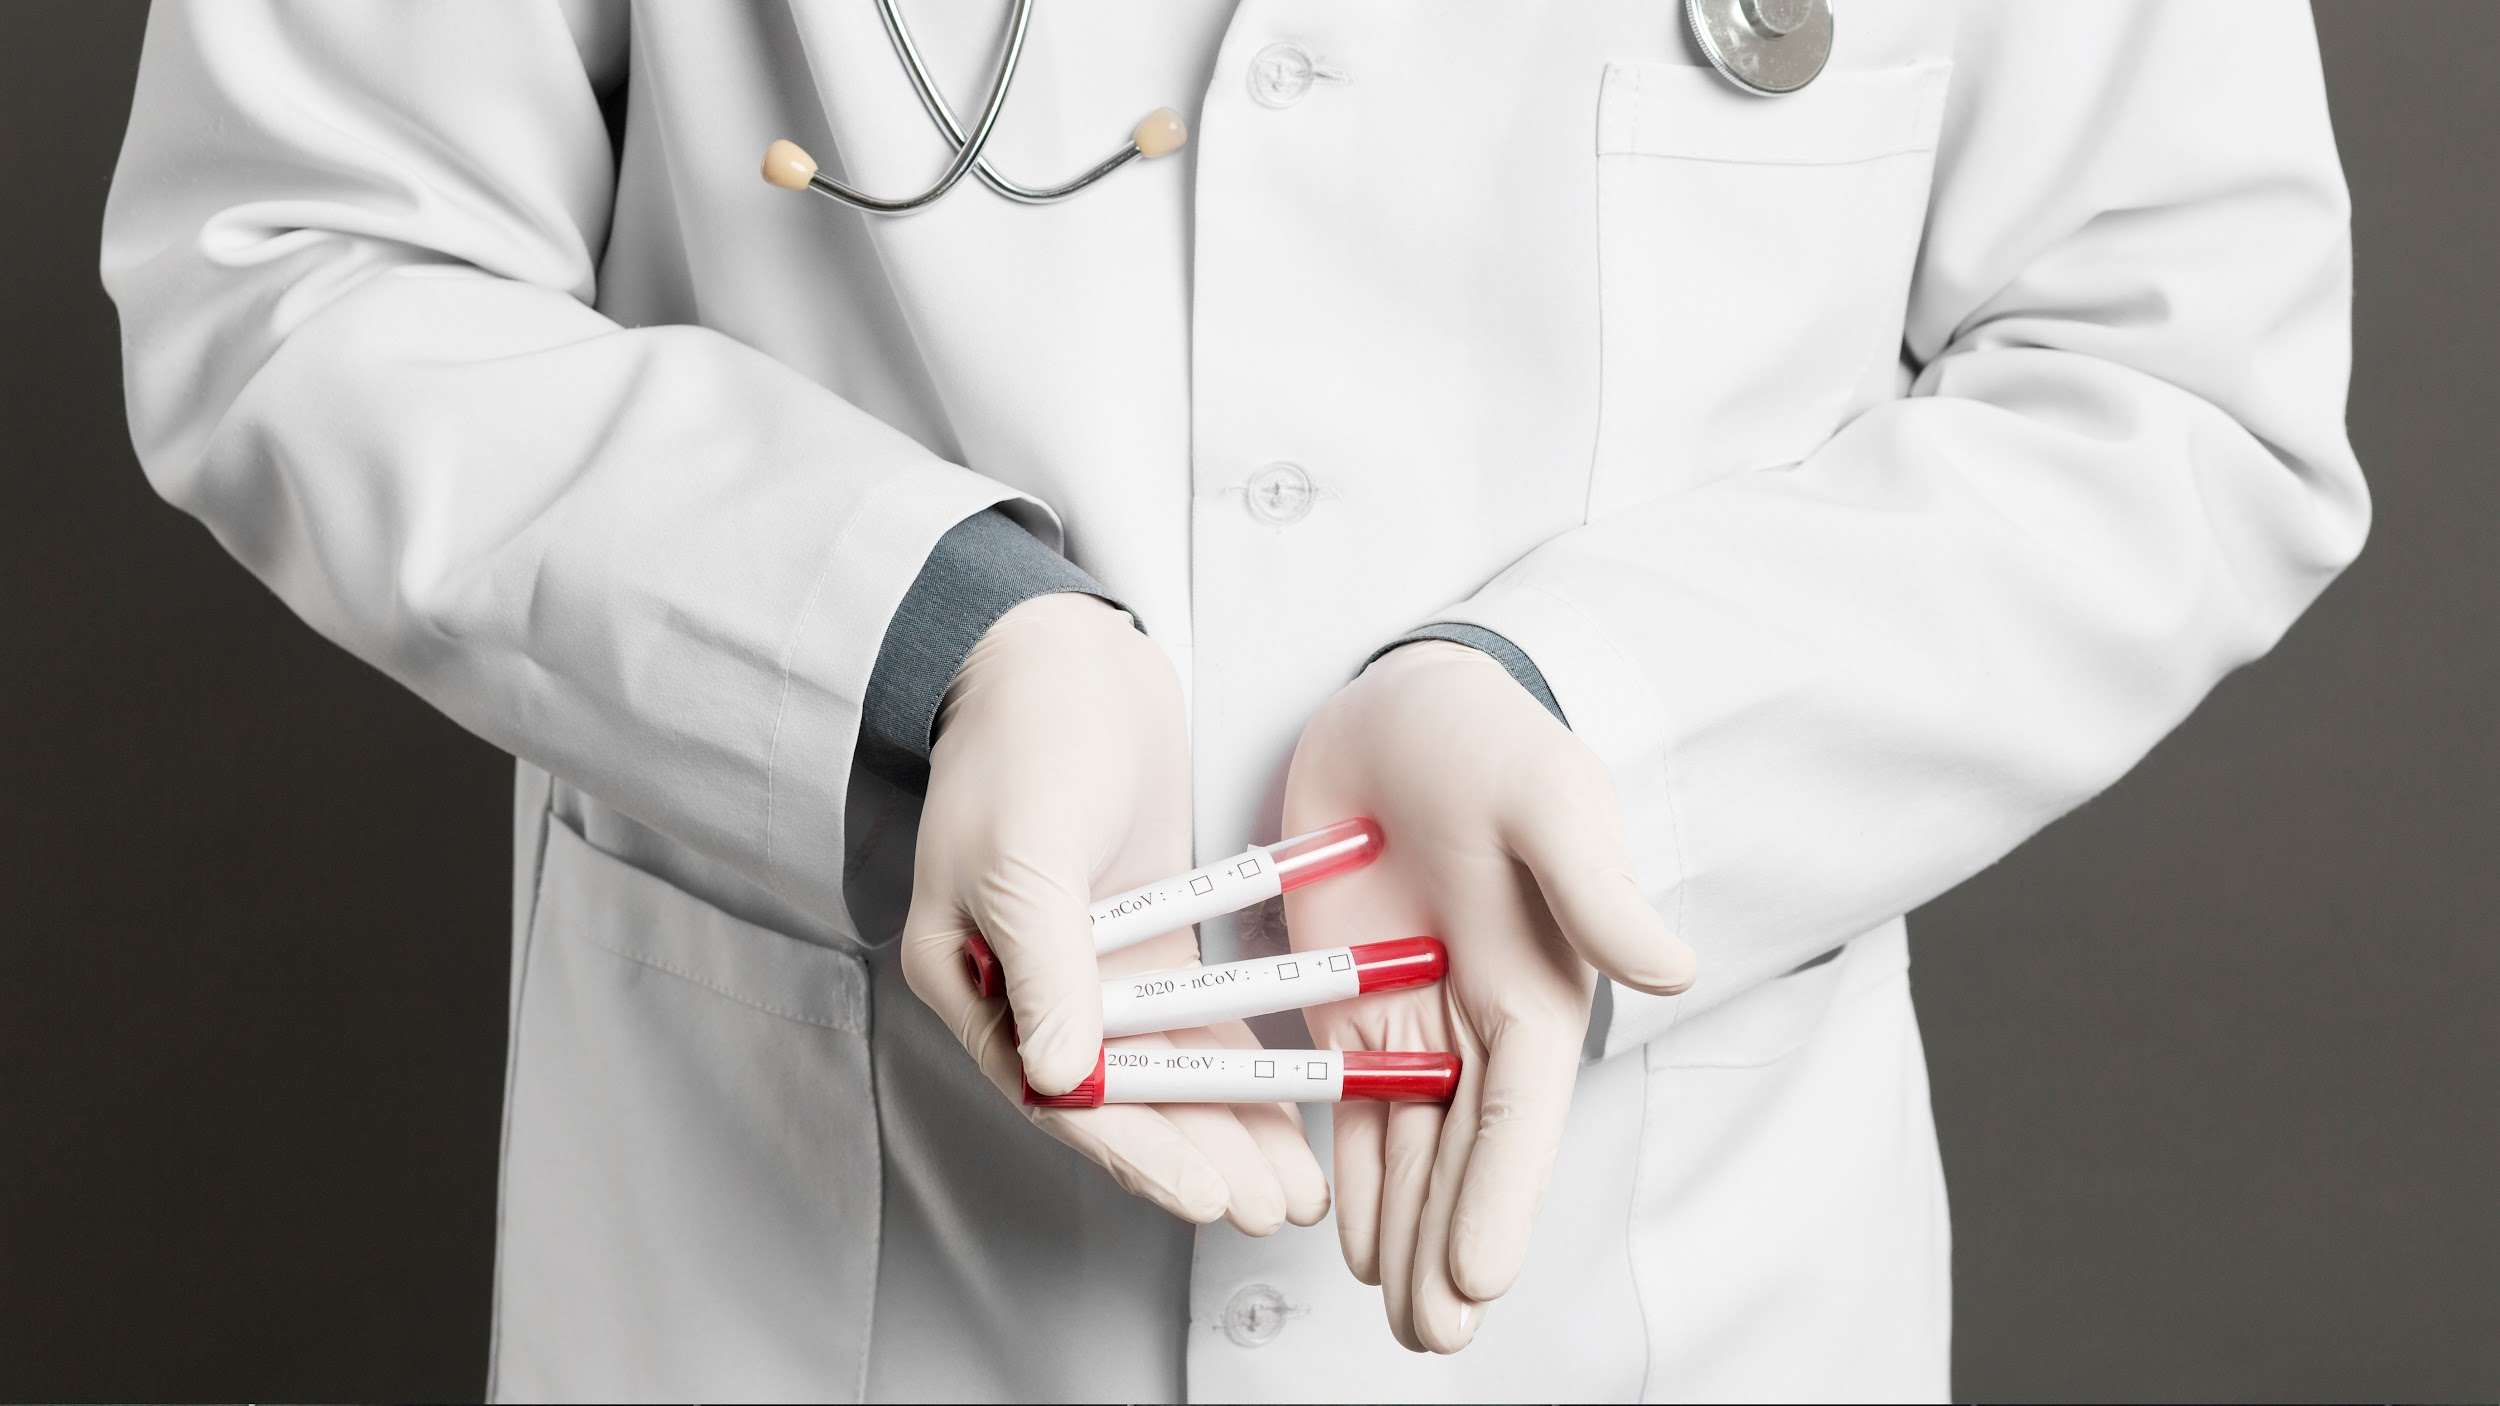 - nCoV : - □ + □
2020 - nCoV : - □ + □
2020 - nCoV : - □ + □